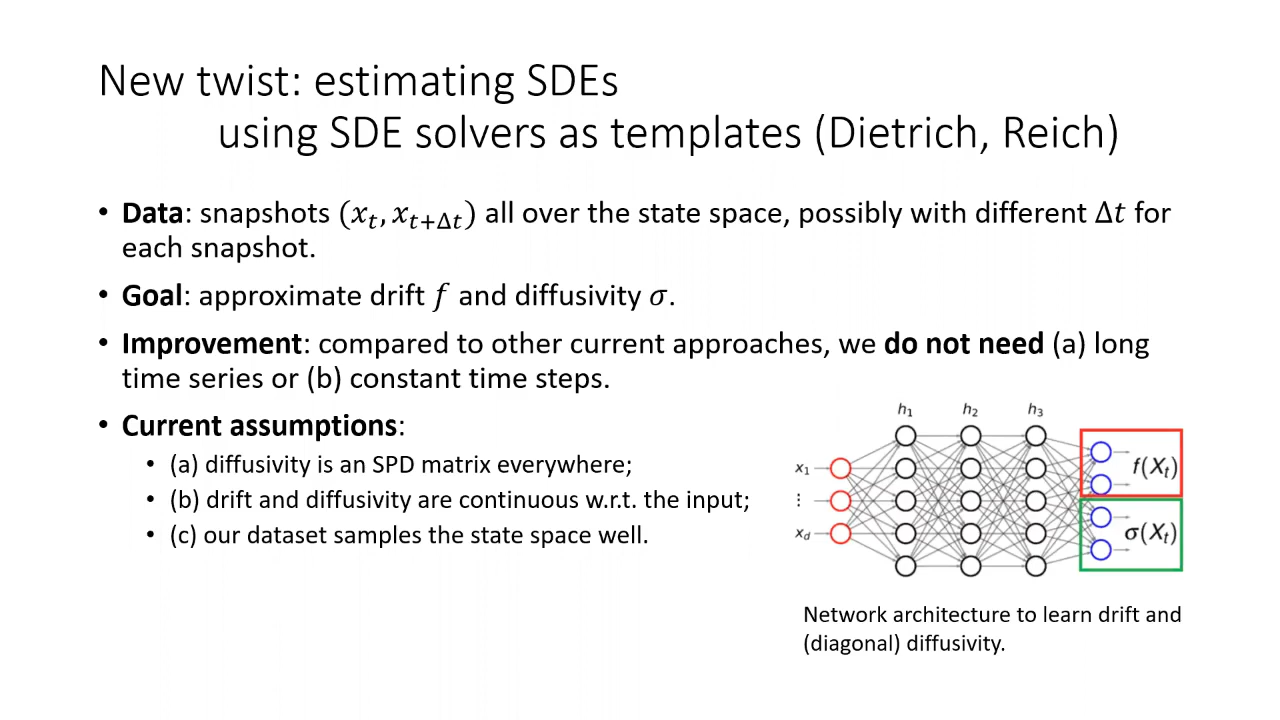 New twist: estimating SDEs
using SDE solvers as templates (Dietrich, Reich)
• Data: snapshots (x_t, x_{t+Δt}) all over the state space, possibly with different Δt for
each snapshot.
• Goal: approximate drift f and diffusivity σ.
• Improvement: compared to other current approaches, we do not need (a) long
time series or (b) constant time steps.
• Current assumptions:
• (a) diffusivity is an SPD matrix everywhere;
• (b) drift and diffusivity are continuous w.r.t. the input;
• (c) our dataset samples the state space well.
h₁ h₂ h₃
x₁
⋮
x_d
f(X_t)
σ(X_t)
Network architecture to learn drift and
(diagonal) diffusivity.